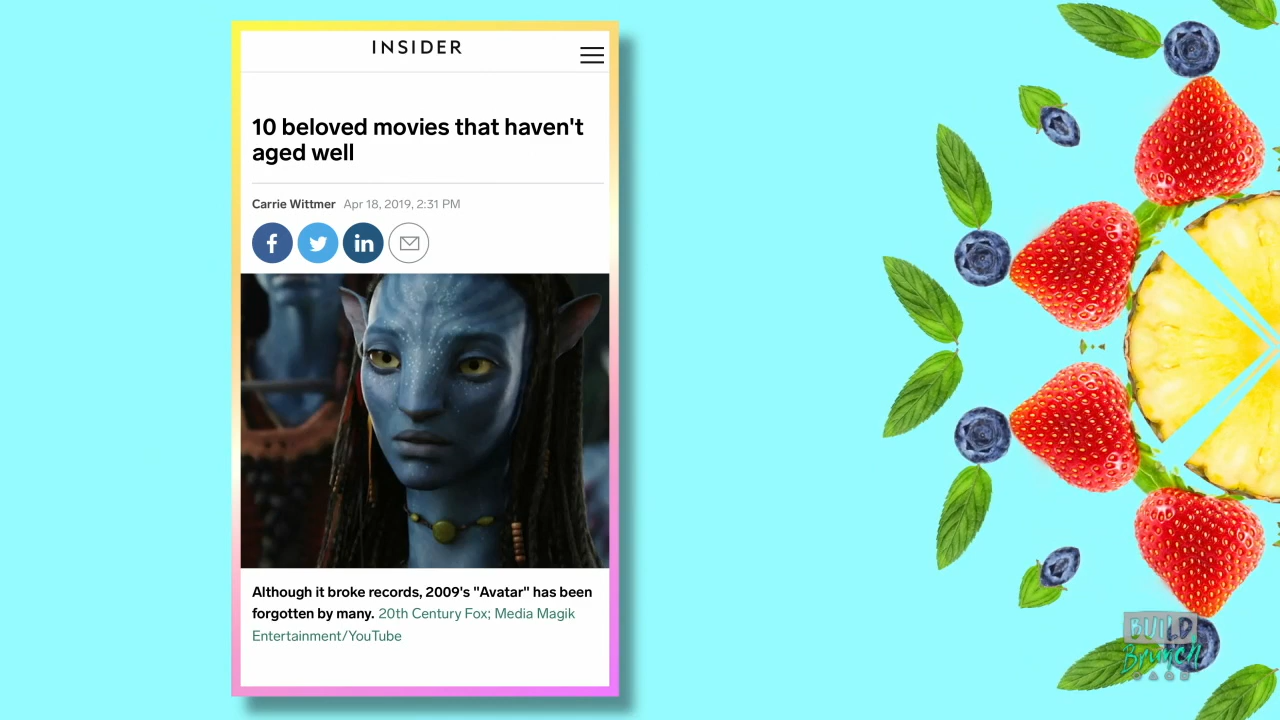 INSIDER
10 beloved movies that haven't
aged well
Carrie Wittmer Apr 18, 2019, 2:31 PM
Although it broke records, 2009's "Avatar" has been
forgotten by many. 20th Century Fox; Media Magik
Entertainment/YouTube
BUILD
Brunch